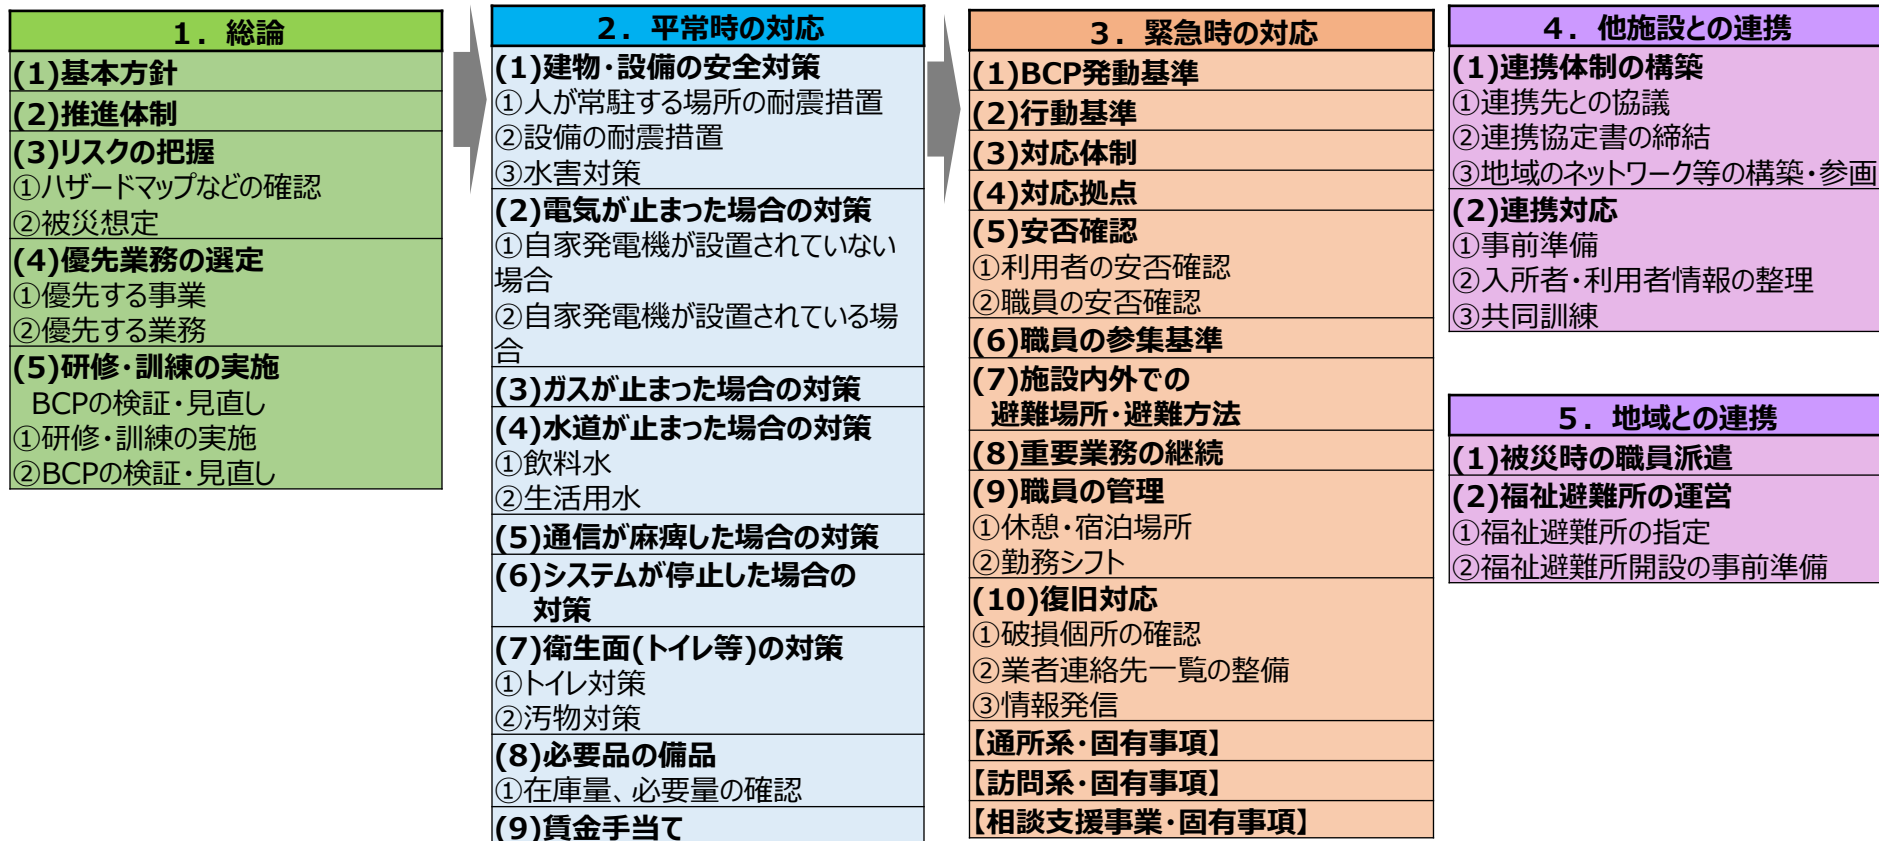 1．総論
(1)基本方針
(2)推進体制
(3)リスクの把握
①ハザードマップなどの確認
②被災想定
(4)優先業務の選定
①優先する事業
②優先する業務
(5)研修・訓練の実施
BCPの検証・見直し
①研修・訓練の実施
②BCPの検証・見直し
2．平常時の対応
(1)建物・設備の安全対策
①人が常駐する場所の耐震措置
②設備の耐震措置
③水害対策
(2)電気が止まった場合の対策
①自家発電機が設置されていない
場合
②自家発電機が設置されている場
合
(3)ガスが止まった場合の対策
(4)水道が止まった場合の対策
①飲料水
②生活用水
(5)通信が麻痺した場合の対策
(6)システムが停止した場合の
対策
(7)衛生面(トイレ等)の対策
①トイレ対策
②汚物対策
(8)必要品の備品
①在庫量、必要量の確認
(9)賃金手当て
3．緊急時の対応
(1)BCP発動基準
(2)行動基準
(3)対応体制
(4)対応拠点
(5)安否確認
①利用者の安否確認
②職員の安否確認
(6)職員の参集基準
(7)施設内外での
避難場所・避難方法
(8)重要業務の継続
(9)職員の管理
①休憩・宿泊場所
②勤務シフト
(10)復旧対応
①破損個所の確認
②業者連絡先一覧の整備
③情報発信
【通所系・固有事項】
【訪問系・固有事項】
【相談支援事業・固有事項】
4．他施設との連携
(1)連携体制の構築
①連携先との協議
②連携協定書の締結
③地域のネットワーク等の構築・参画
(2)連携対応
①事前準備
②入所者・利用者情報の整理
③共同訓練
5．地域との連携
(1)被災時の職員派遣
(2)福祉避難所の運営
①福祉避難所の指定
②福祉避難所開設の事前準備